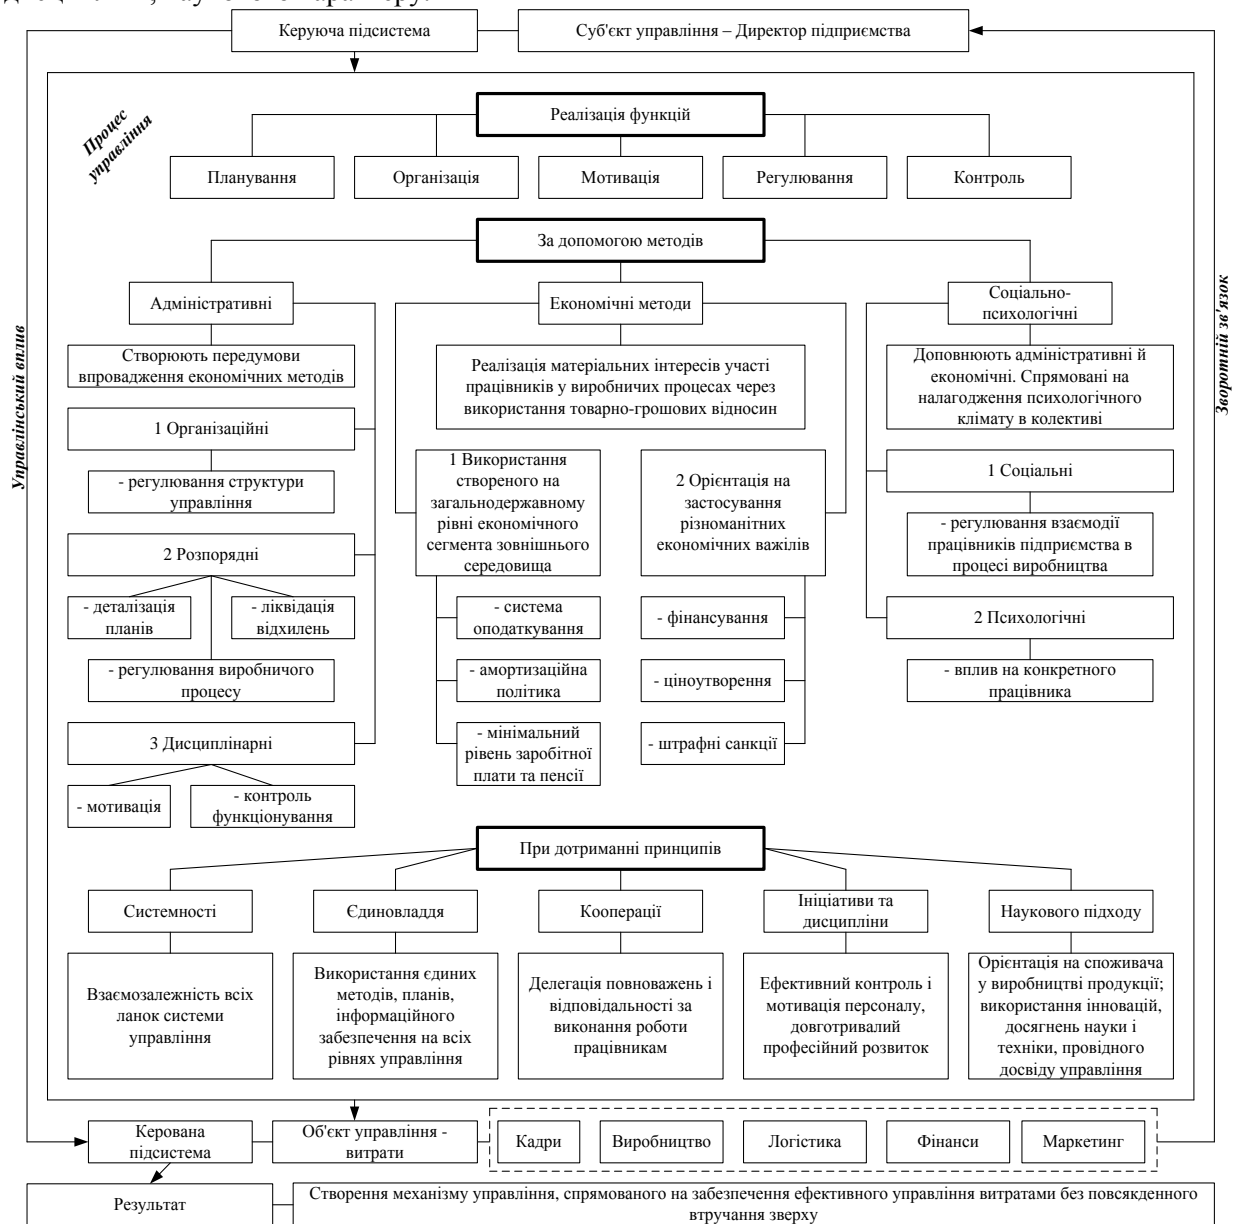 Керуюча підсистема
Суб'єкт управління – Директор підприємства
Процес
управління
Реалізація функцій
Планування
Організація
Мотивація
Регулювання
Контроль
За допомогою методів
Адміністративні
Економічні методи
Соціально-
психологічні
Управлінський вплив
Зворотній зв'язок
Створюють передумови
впровадження економічних методів
Реалізація матеріальних інтересів участі
працівників у виробничих процесах через
використання товарно-грошових відносин
Доповнюють адміністративні й
економічні. Спрямовані на
налагодження психологічного
клімату в колективі
1 Організаційні
- регулювання структури
управління
1 Використання
створеного на
загальнодержавному
рівні економічного
сегмента зовнішнього
середовища
2 Орієнтація на
застосування
різноманітних
економічних важілів
1 Соціальні
- регулювання взаємодії
працівників підприємства в
процесі виробництва
2 Розпорядні
- деталізація
планів
- ліквідація
відхилень
- регулювання виробничого
процесу
- система
оподаткування
- амортизаційна
політика
- мінімальний
рівень заробітної
плати та пенсії
- фінансування
- ціноутворення
- штрафні санкції
2 Психологічні
- вплив на конкретного
працівника
3 Дисциплінарні
- мотивація
- контроль
функціонування
При дотриманні принципів
Системності
Єдиновладдя
Кооперації
Ініціативи та
дисципліни
Наукового підходу
Взаємозалежність всіх
ланок системи
управління
Використання єдиних
методів, планів,
інформаційного
забезпечення на всіх
рівнях управління
Делегація повноважень і
відповідальності за
виконання роботи
працівникам
Ефективний контроль і
мотивація персоналу,
довготривалий
професійний розвиток
Орієнтація на споживача
у виробництві продукції;
використання інновацій,
досягнень науки і
техніки, провідного
досвіду управління
Керована
підсистема
Об'єкт управління -
витрати
Кадри
Виробництво
Логістика
Фінанси
Маркетинг
Результат
Створення механізму управління, спрямованого на забезпечення ефективного управління витратами без повсякденного
втручання зверху